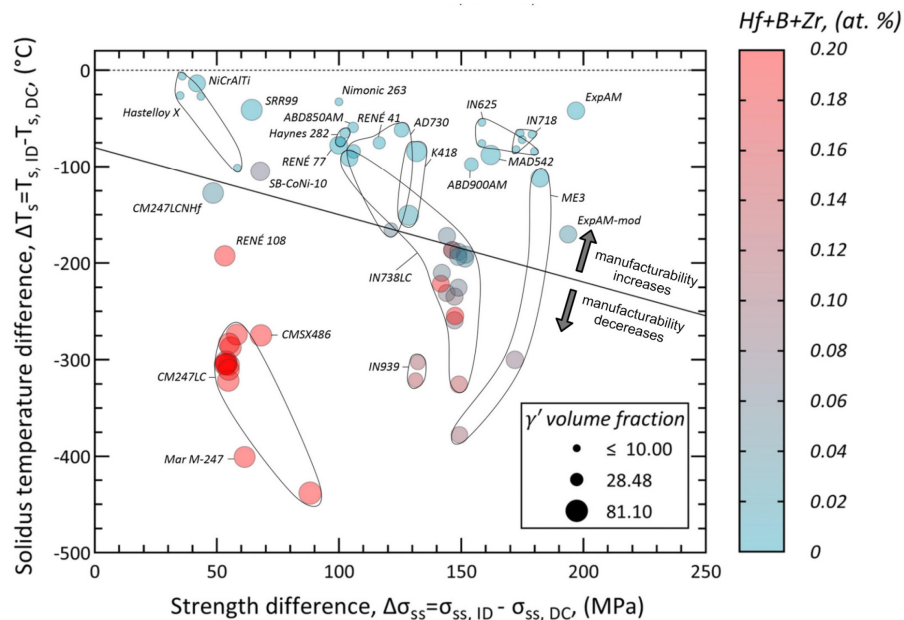 Hf+B+Zr, (at. %)
0.20
0.18
0.16
0.14
0.12
0.10
0.08
0.06
0.04
0.02
0
Solidus temperature difference, ΔTs=Ts, ID-Ts, DC, (°C)
0
-100
-200
-300
-400
-500
NiCrAlTi
Hastelloy X
SRR99
Nimonic 263
ABD850AM
RENÉ 41
AD730
Haynes 282
RENÉ 77
K418
IN625
IN718
ExpAM
MAD542
ABD900AM
ME3
SB-CoNi-10
CM247LCNHf
ExpAM-mod
RENÉ 108
IN738LC
manufacturability
increases
manufacturability
decreases
CMSX486
CM247LC
IN939
Mar M-247
γ′ volume fraction
≤ 10.00
28.48
81.10
0
50
100
150
200
250
Strength difference, Δσss=σss, ID - σss, DC, (MPa)